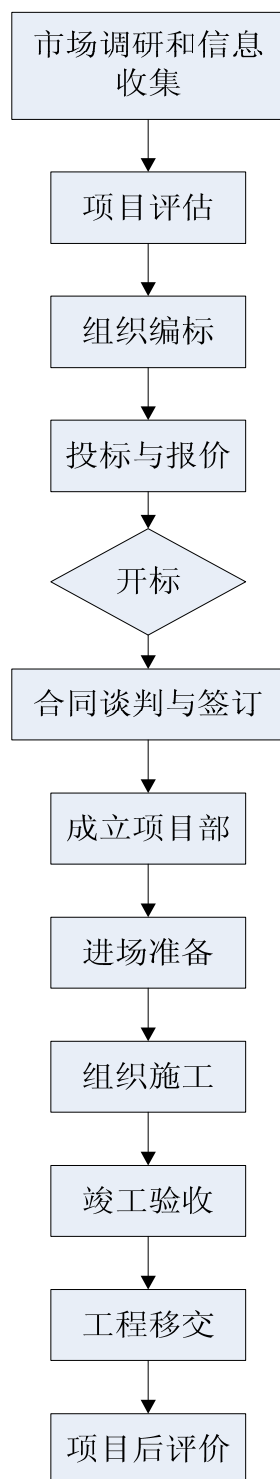 市场调研和信息
收集
项目评估
组织编标
投标与报价
开标
合同谈判与签订
成立项目部
进场准备
组织施工
竣工验收
工程移交
项目后评价